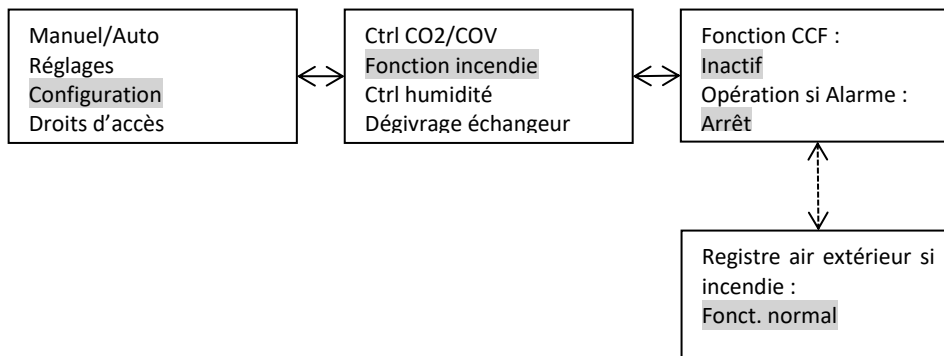 Manuel/Auto
Réglages
Configuration
Droits d'accès
Ctrl CO2/COV
Fonction incendie
Ctrl humidité
Dégivrage échangeur
Fonction CCF :
Inactif
Opération si Alarme :
Arrêt
Registre air extérieur si
incendie :
Fonct. normal